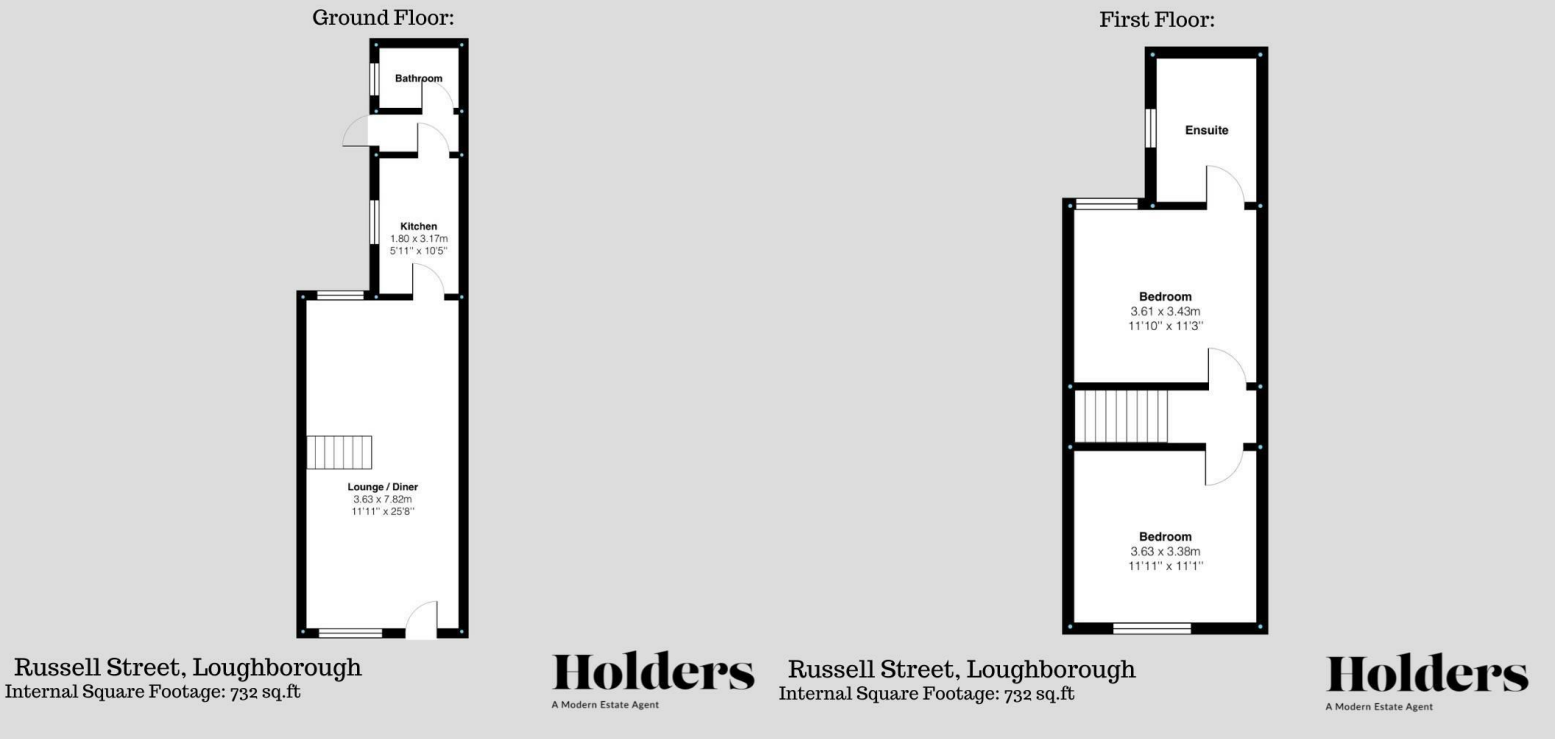 Ground Floor:
Bathroom
Kitchen
1.80 x 3.17m
5'11'' x 10'5''
Lounge / Diner
3.63 x 7.82m
11'11'' x 25'8''
Russell Street, Loughborough
Internal Square Footage: 732 sq.ft
Holders
A Modern Estate Agent
First Floor:
Ensuite
Bedroom
3.61 x 3.43m
11'10'' x 11'3''
Bedroom
3.63 x 3.38m
11'11'' x 11'1''
Russell Street, Loughborough
Internal Square Footage: 732 sq.ft
Holders
A Modern Estate Agent